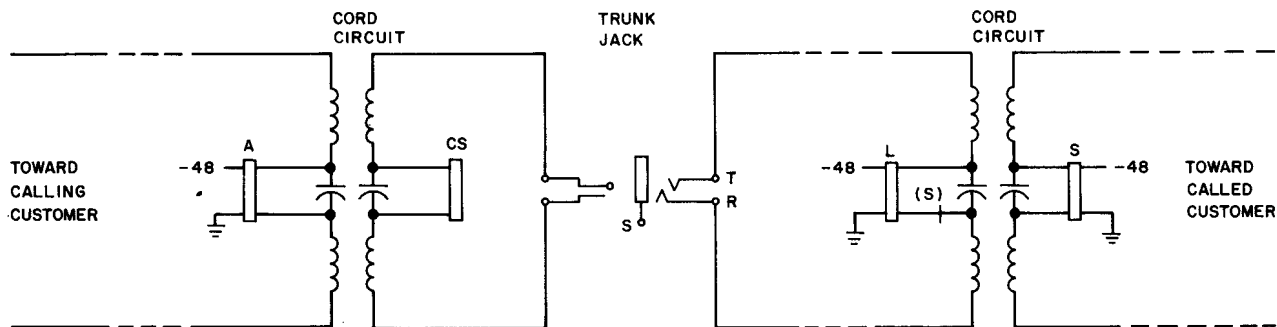 CORD
CIRCUIT
TRUNK
JACK
CORD
CIRCUIT
A
CS
L
S
-48
-48
-48
TOWARD
CALLING
CUSTOMER
T
R
S
(S)
TOWARD
CALLED
CUSTOMER